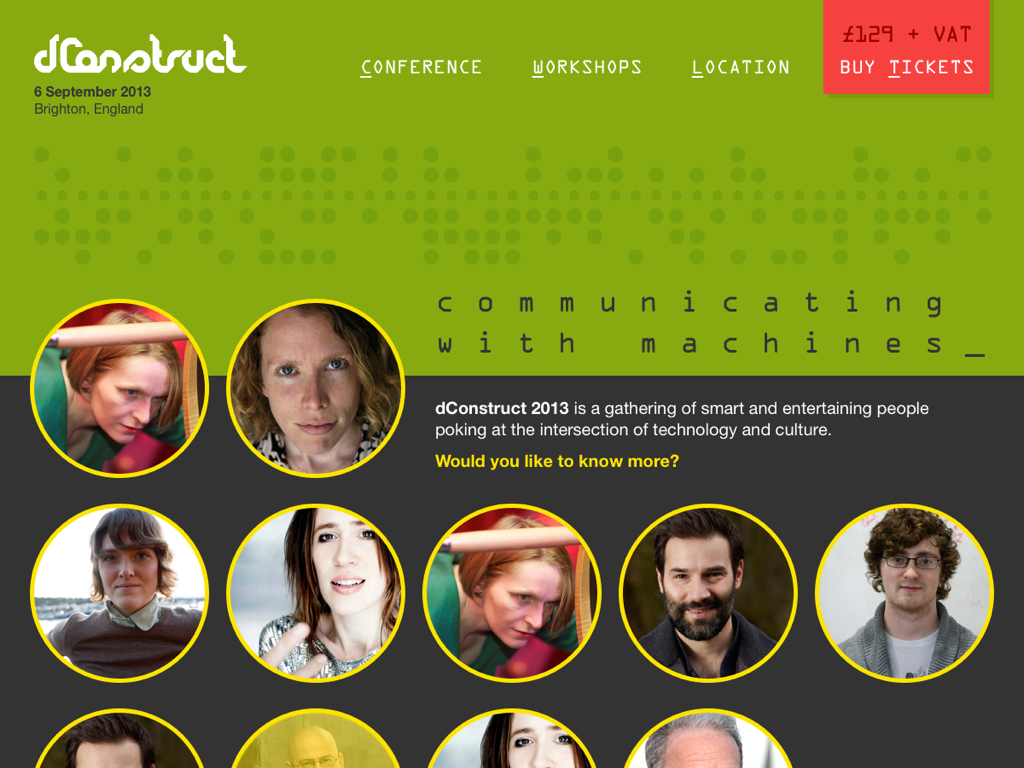 dConstruct
6 September 2013
Brighton, England
CONFERENCE
WORKSHOPS
LOCATION
£129 + VAT
BUY TICKETS
communicating
with machines_
dConstruct 2013 is a gathering of smart and entertaining people
poking at the intersection of technology and culture.
Would you like to know more?